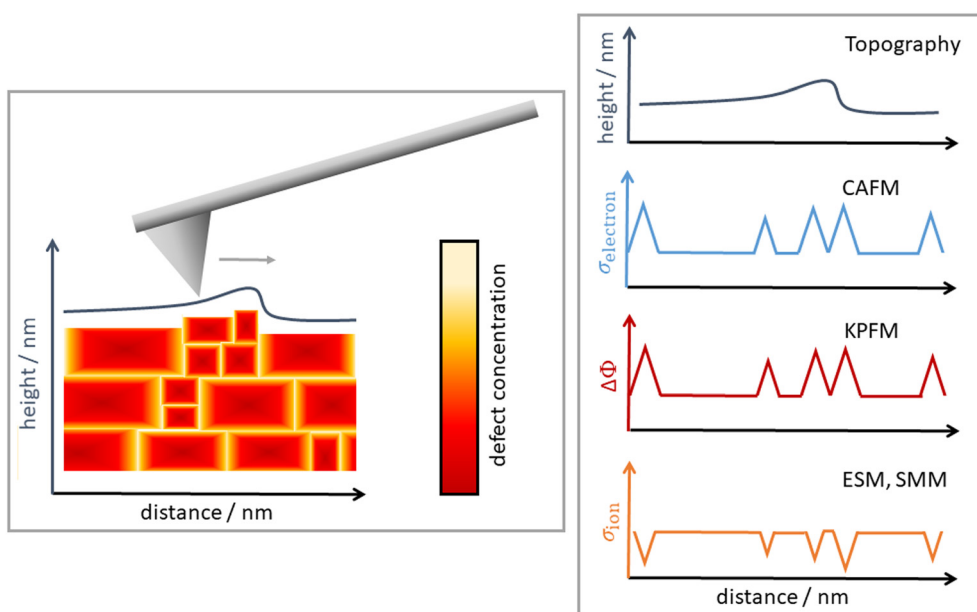 height / nm
distance / nm
defect concentration
Topography
height / nm
CAFM
σelectron
KPFM
ΔΦ
ESM, SMM
σion
distance / nm